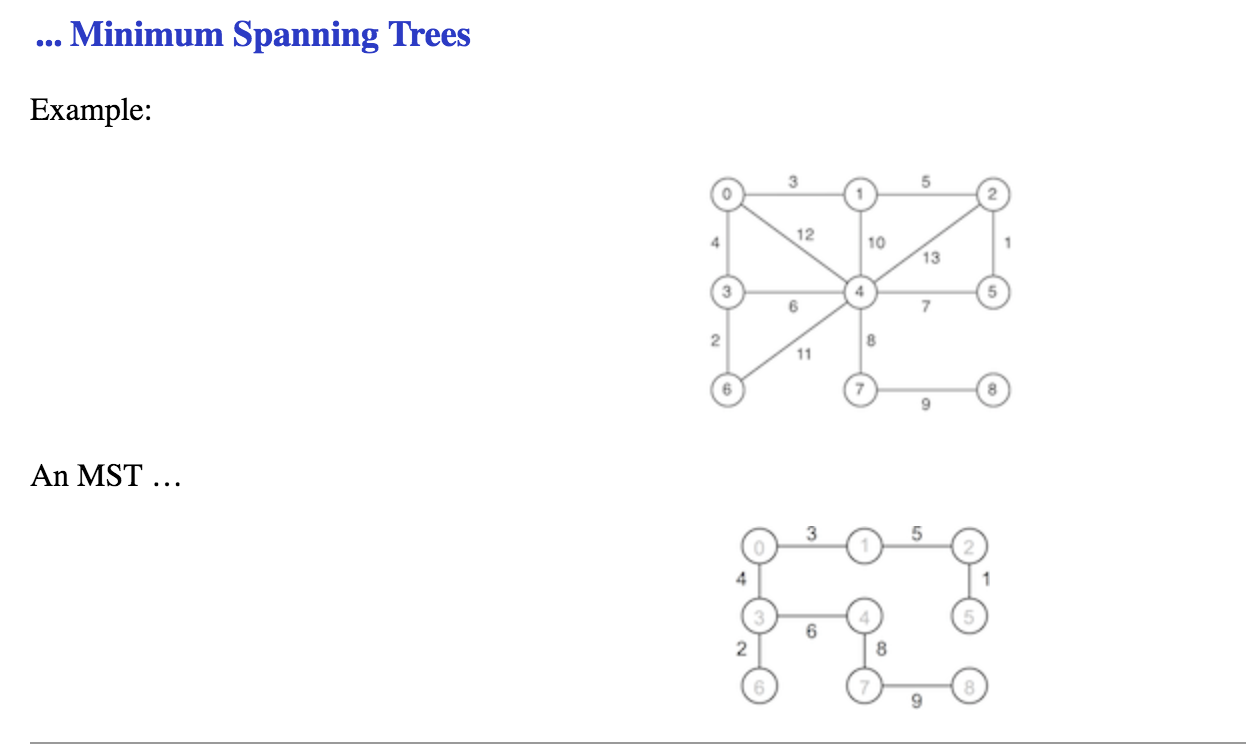 ... Minimum Spanning Trees
Example:
0 3 1 5 2
4 12 10 13 1
3 6 4 7 5
2 11 8
6 7 9 8
An MST …
0 3 1 5 2
4 1
3 6 4 5
2 8
6 7 9 8